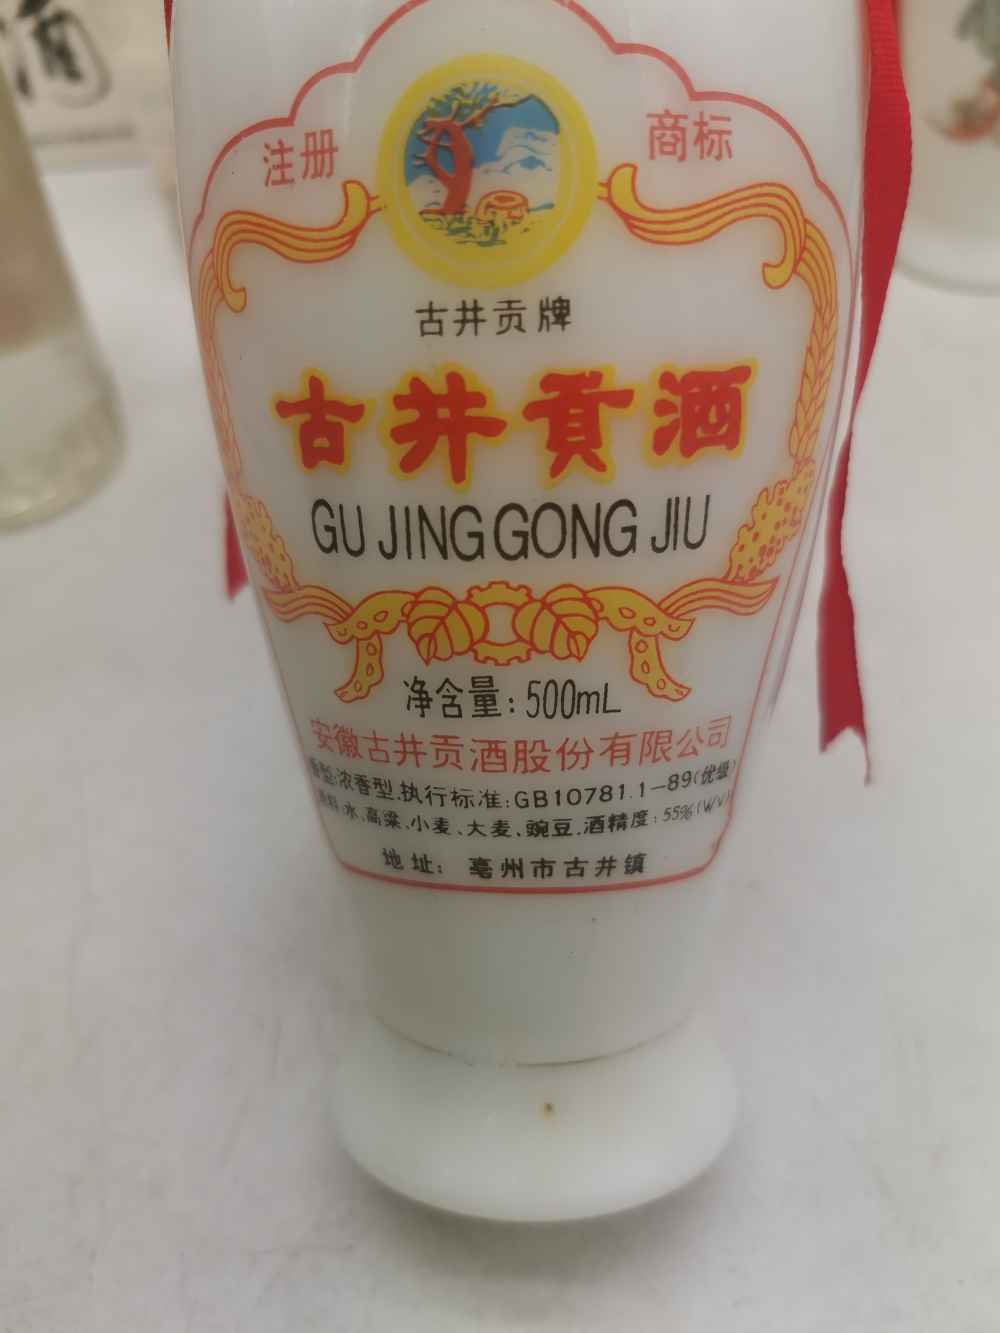 酒
注册 商标
古井贡牌
古井贡酒
GU JING GONG JIU
净含量:500mL
安徽古井贡酒股份有限公司
香型:浓香型.执行标准:GB10781.1-89(优级)
原料:水、高粱、小麦、大麦、豌豆.酒精度:55%(V/V)
地址: 亳州市古井镇